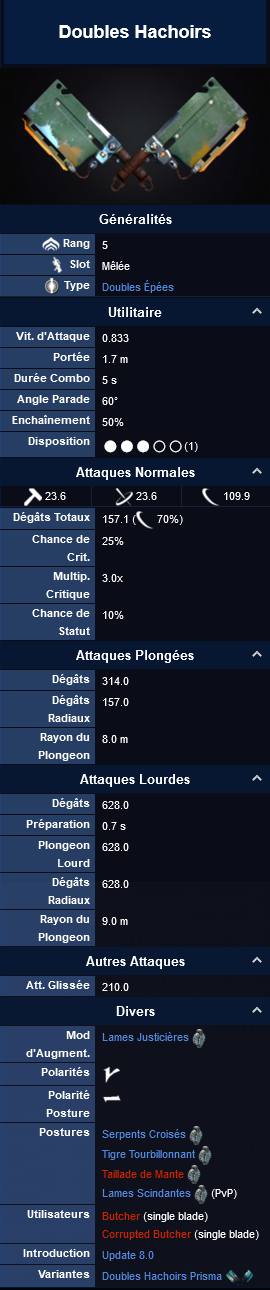 Doubles Hachoirs
Généralités
Rang 5
Slot Mêlée
Type Doubles Épées
Utilitaire
Vit. d'Attaque 0.833
Portée 1.7 m
Durée Combo 5 s
Angle Parade 60°
Enchaînement 50%
Disposition (1)
Attaques Normales
23.6 23.6 109.9
Dégâts Totaux 157.1 ( 70%)
Chance de 25%
Crit.
Multip. 3.0x
Critique
Chance de 10%
Statut
Attaques Plongées
Dégâts 314.0
Dégâts 157.0
Radiaux
Rayon du 8.0 m
Plongeon
Attaques Lourdes
Dégâts 628.0
Préparation 0.7 s
Plongeon 628.0
Lourd
Dégâts 628.0
Radiaux
Rayon du 9.0 m
Plongeon
Autres Attaques
Att. Glissée 210.0
Divers
Mod Lames Justicières
d'Augment.
Polarités
Polarité
Posture
Postures Serpents Croisés
Tigre Tourbillonnant
Taillade de Mante
Lames Scindantes (PvP)
Utilisateurs Butcher (single blade)
Corrupted Butcher (single blade)
Introduction Update 8.0
Variantes Doubles Hachoirs Prisma